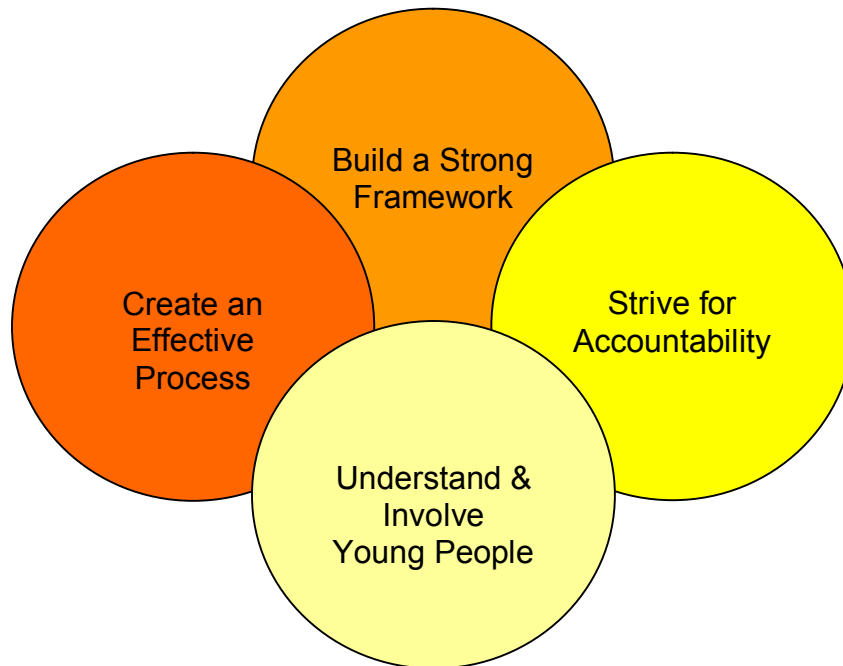 Build a Strong
Framework
Create an
Effective
Process
Strive for
Accountability
Understand &
Involve
Young People